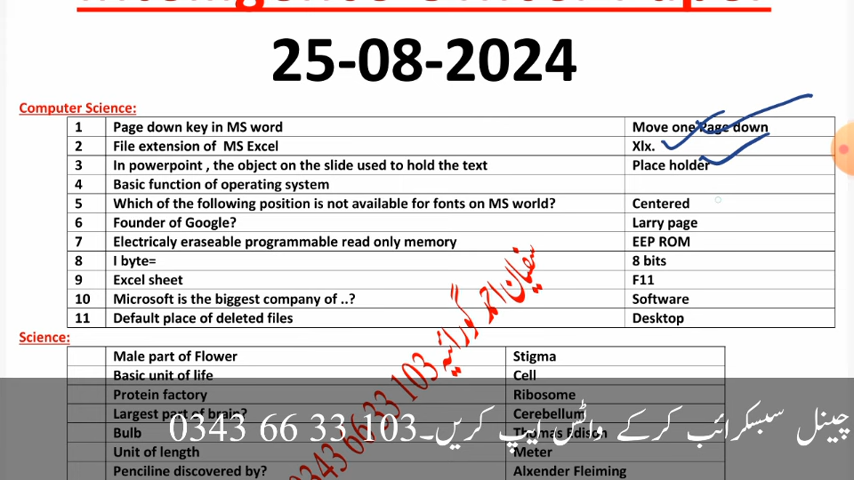 25-08-2024
Computer Science:
1 Page down key in MS word Move one Page down
2 File extension of MS Excel Xlx.
3 In powerpoint , the object on the slide used to hold the text Place holder
4 Basic function of operating system
5 Which of the following position is not available for fonts on MS world? Centered
6 Founder of Google? Larry page
7 Electricaly eraseable programmable read only memory EEP ROM
8 I byte= 8 bits
9 Excel sheet F11
10 Microsoft is the biggest company of ..? Software
11 Default place of deleted files Desktop
Science:
Male part of Flower Stigma
Basic unit of life Cell
Protein factory Ribosome
Largest part of brain? Cerebellum
Bulb Thomas Edison
Unit of length Meter
Penciline discovered by? Alxender Fleiming
چینل سبسکرائب کرکے واٹس ایپ کریں۔103 33 66 0343
0343 66 33 103